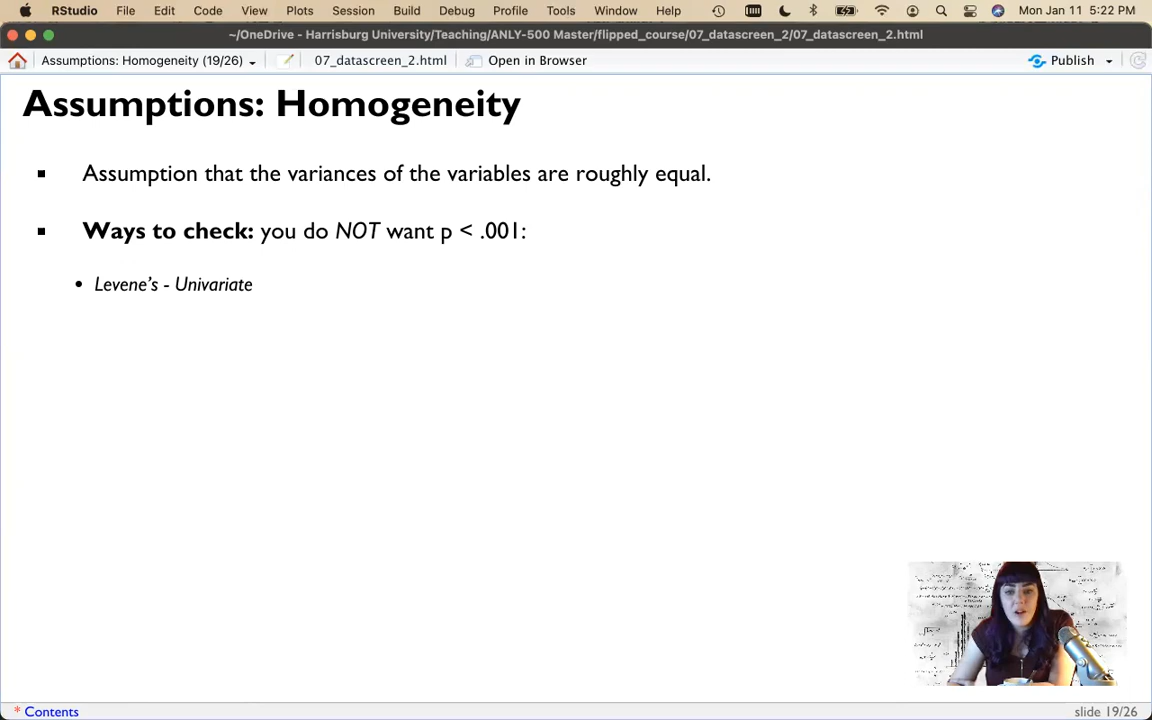 RStudio File Edit Code View Plots Session Build Debug Profile Tools Window Help Mon Jan 11 5:22 PM
~/OneDrive - Harrisburg University/Teaching/ANLY-500 Master/flipped_course/07_datascreen_2/07_datascreen_2.html
Assumptions: Homogeneity (19/26) 07_datascreen_2.html Open in Browser Publish
Assumptions: Homogeneity
▪ Assumption that the variances of the variables are roughly equal.
▪ Ways to check: you do NOT want p < .001:
• Levene's - Univariate
* Contents slide 19/26